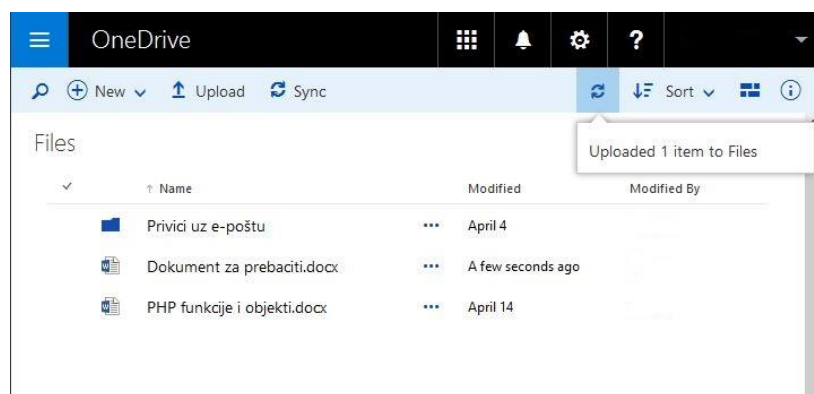 OneDrive ?
New Upload Sync Sort
Files
Uploaded 1 item to Files
Name Modified Modified By
Privici uz e-poštu ... April 4
Dokument za prebaciti.docx ... A few seconds ago
PHP funkcije i objekti.docx ... April 14